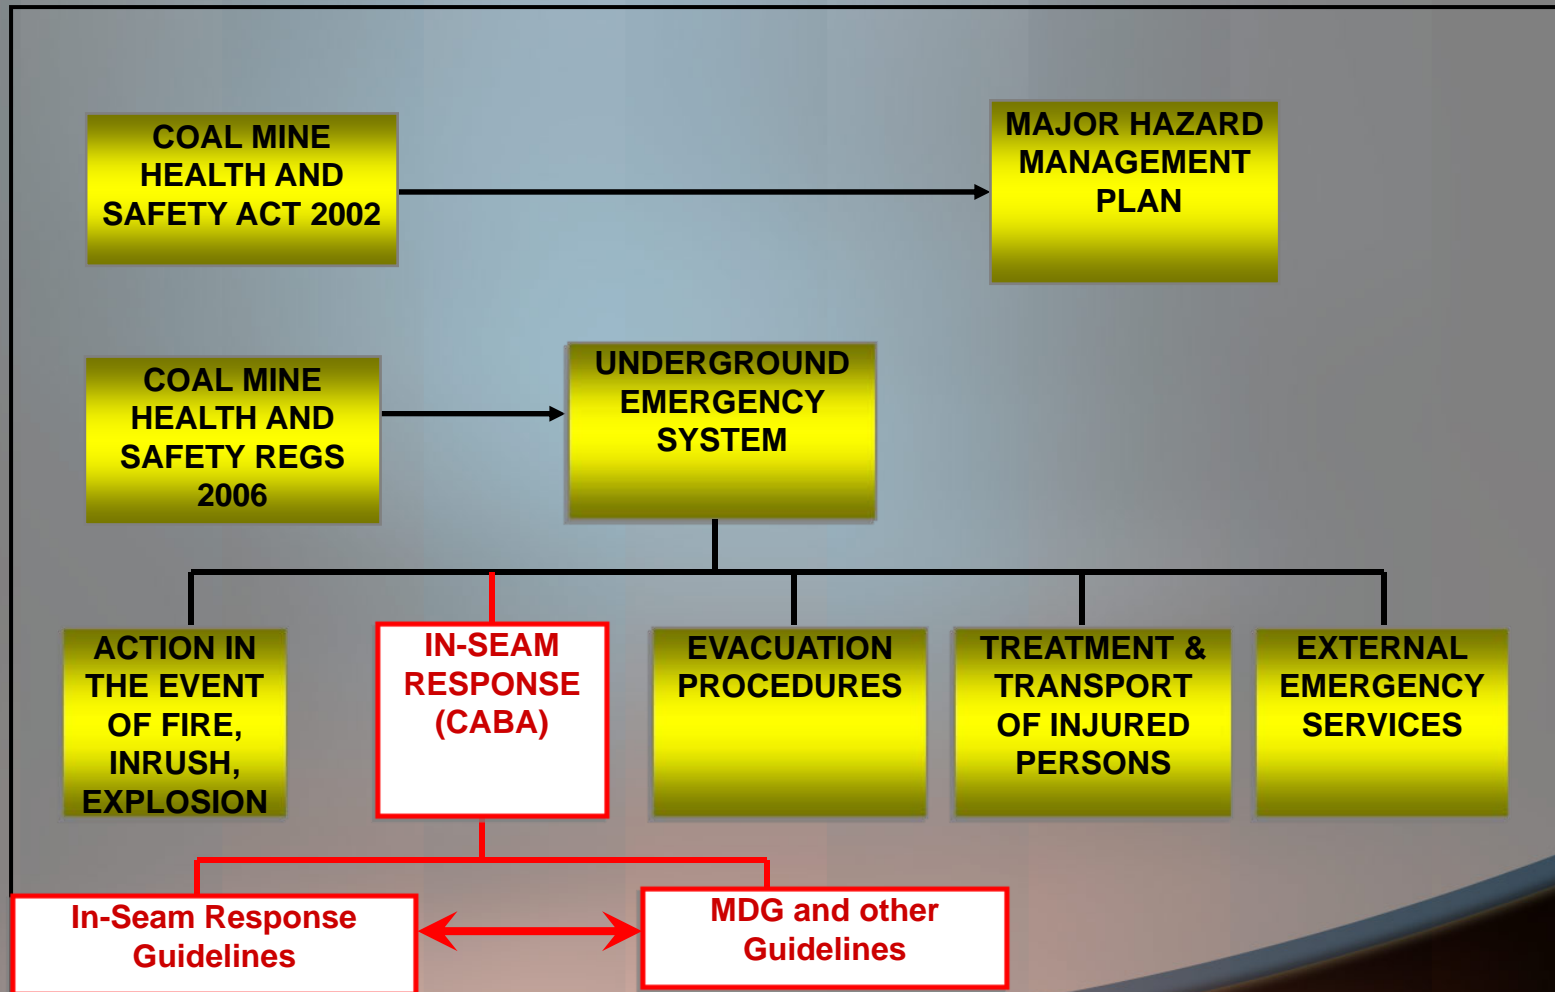 COAL MINE
HEALTH AND
SAFETY ACT 2002
MAJOR HAZARD
MANAGEMENT
PLAN
COAL MINE
HEALTH AND
SAFETY REGS
2006
UNDERGROUND
EMERGENCY
SYSTEM
ACTION IN
THE EVENT
OF FIRE,
INRUSH,
EXPLOSION
IN-SEAM
RESPONSE
(CABA)
EVACUATION
PROCEDURES
TREATMENT &
TRANSPORT
OF INJURED
PERSONS
EXTERNAL
EMERGENCY
SERVICES
In-Seam Response
Guidelines
MDG and other
Guidelines